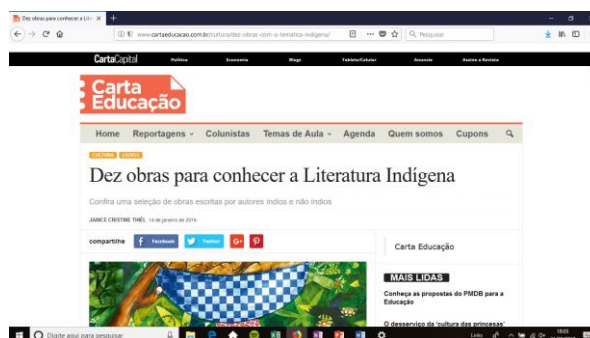 Dez obras para conhecer a Lite
www.cartaeducacao.com.br/cultura/dez-obras-com-a-tematica-indigena/
Pesquisar
CartaCapital
Política
Economia
Blogs
Tablets/Celular
Anuncie
Assine a Revista
Carta
Educação
Home
Reportagens
Colunistas
Temas de Aula
Agenda
Quem somos
Cupons
CULTURA
Dez obras para conhecer a Literatura Indígena
Confira uma seleção de obras escritas por autores índios e não índios
JANICE CRISTINE THIÉL, 14 de janeiro de 2016
compartilhe
Facebook
Twitter
G+
Carta Educação
MAIS LIDAS
Conheça as propostas do PMDB para a
Educação
O desserviço da 'cultura das princesas'
Digite aqui para pesquisar
Links
18:05